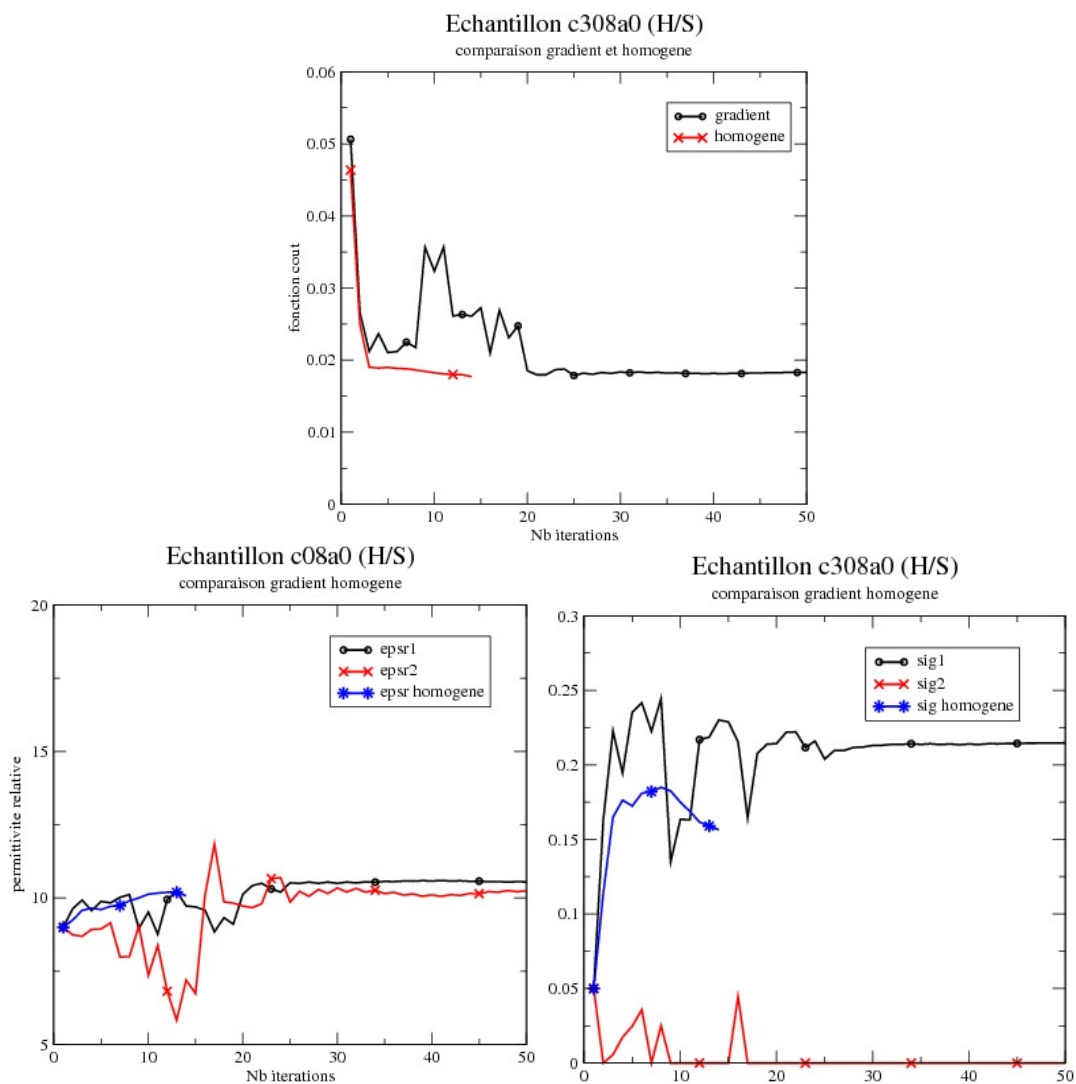 Echantillon c308a0 (H/S)
comparaison gradient et homogene
0.06
0.05
0.04
0.03
0.02
0.01
0
fonction cout
gradient
homogene
0 10 20 30 40 50
Nb iterations
Echantillon c08a0 (H/S)
comparaison gradient homogene
20
15
10
5
permittivite relative
epsr1
epsr2
epsr homogene
0 10 20 30 40 50
Nb iterations
Echantillon c308a0 (H/S)
comparaison gradient homogene
0.3
0.25
0.2
0.15
0.1
0.05
0
sig1
sig2
sig homogene
0 10 20 30 40 50